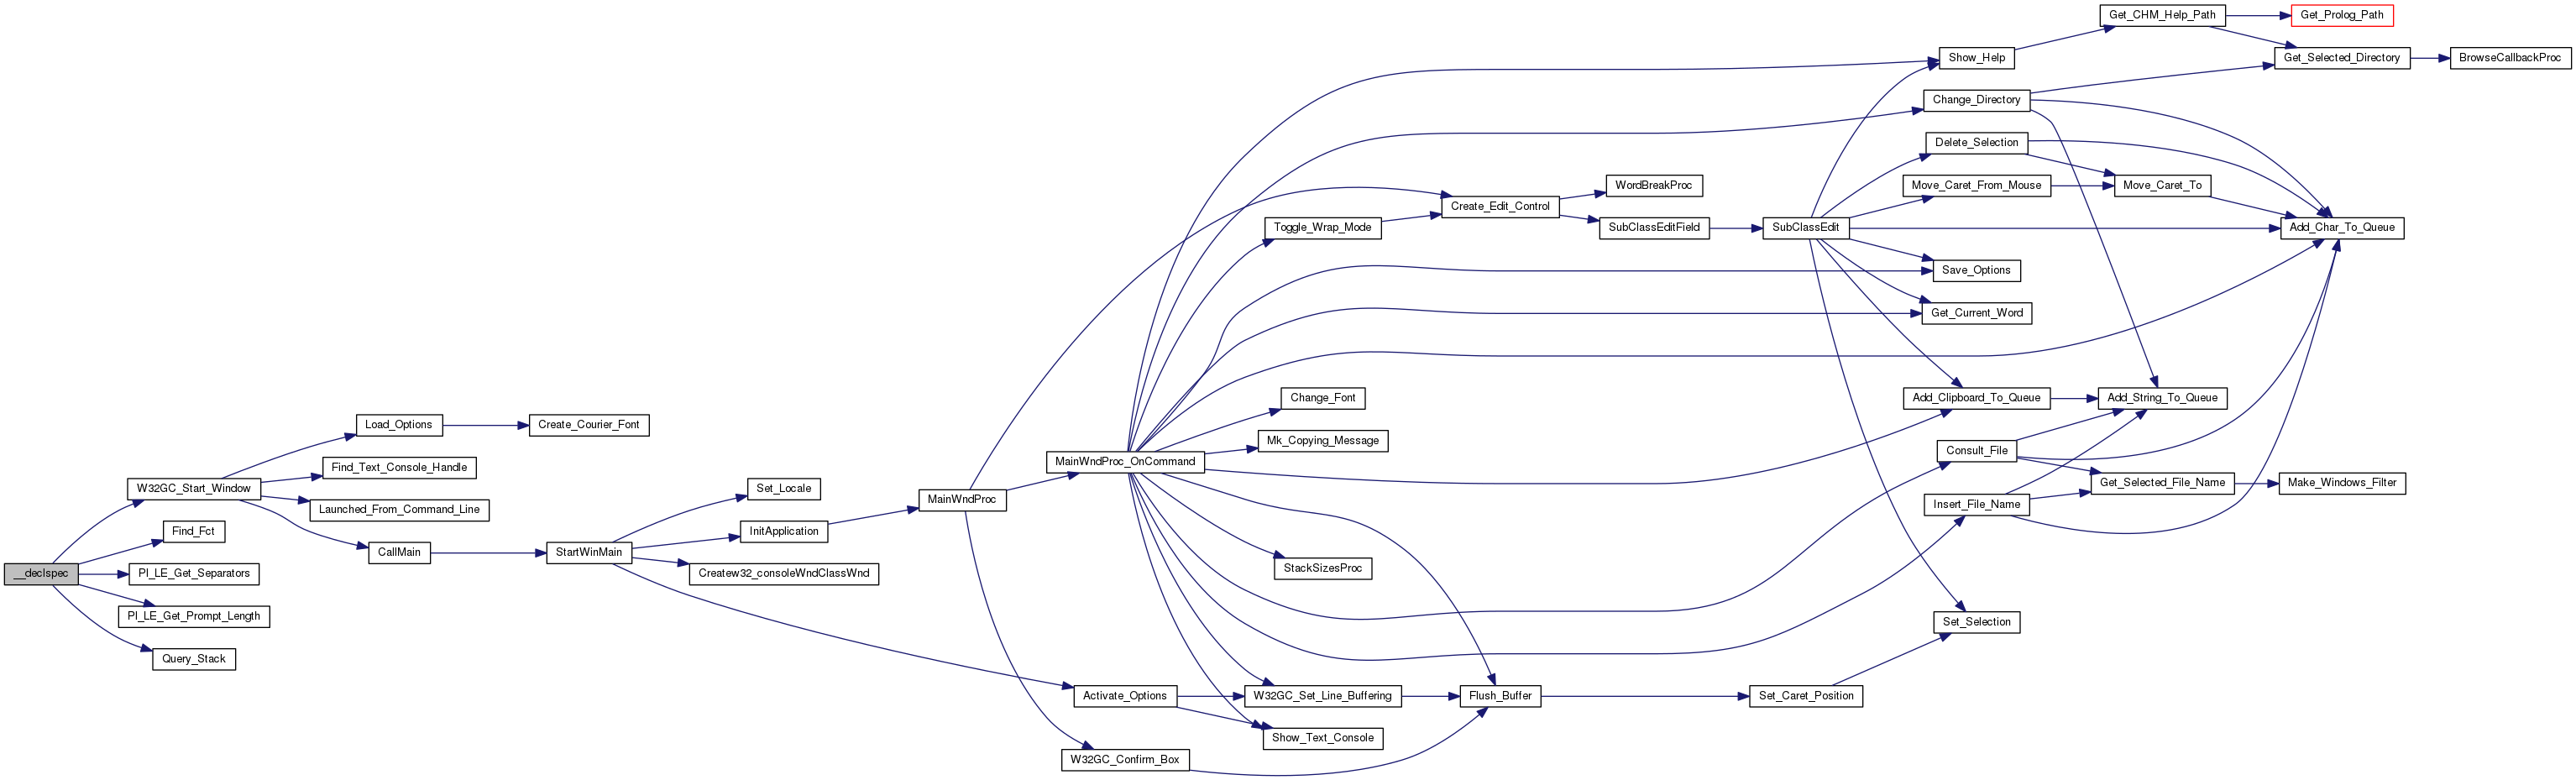 __declspec
W32GC_Start_Window
Find_Fct
Pl_LE_Get_Separators
Pl_LE_Get_Prompt_Length
Query_Stack
Load_Options
Find_Text_Console_Handle
Launched_From_Command_Line
CallMain
Create_Courier_Font
StartWinMain
Set_Locale
InitApplication
Createw32_consoleWndClassWnd
MainWndProc
MainWndProc_OnCommand
Activate_Options
W32GC_Confirm_Box
Toggle_Wrap_Mode
Change_Font
Mk_Copying_Message
StackSizesProc
W32GC_Set_Line_Buffering
Show_Text_Console
Create_Edit_Control
Flush_Buffer
WordBreakProc
SubClassEditField
SubClassEdit
Set_Caret_Position
Show_Help
Change_Directory
Delete_Selection
Move_Caret_From_Mouse
Save_Options
Get_Current_Word
Add_Clipboard_To_Queue
Consult_File
Insert_File_Name
Set_Selection
Get_CHM_Help_Path
Move_Caret_To
Add_String_To_Queue
Get_Selected_File_Name
Get_Prolog_Path
Get_Selected_Directory
Add_Char_To_Queue
Make_Windows_Filter
BrowseCallbackProc